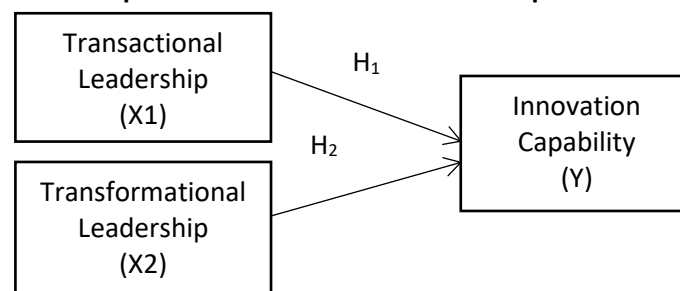 Transactional
Leadership
(X1)
H₁
Innovation
Capability
(Y)
H₂
Transformational
Leadership
(X2)